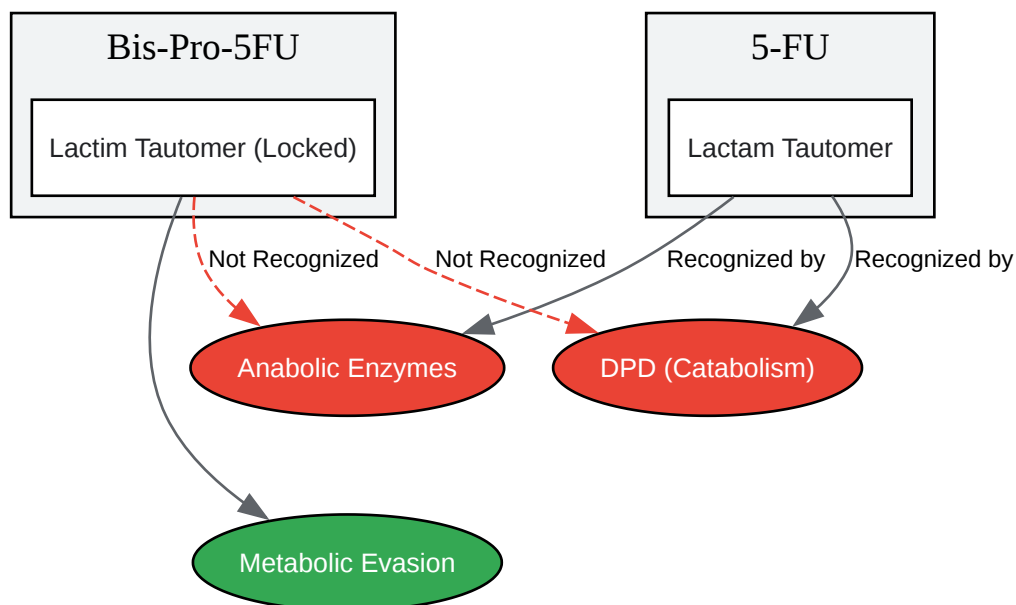 Bis-Pro-5FU
5-FU
Lactim Tautomer (Locked)
Lactam Tautomer
Not Recognized
Not Recognized
Recognized by
Recognized by
Anabolic Enzymes
DPD (Catabolism)
Metabolic Evasion